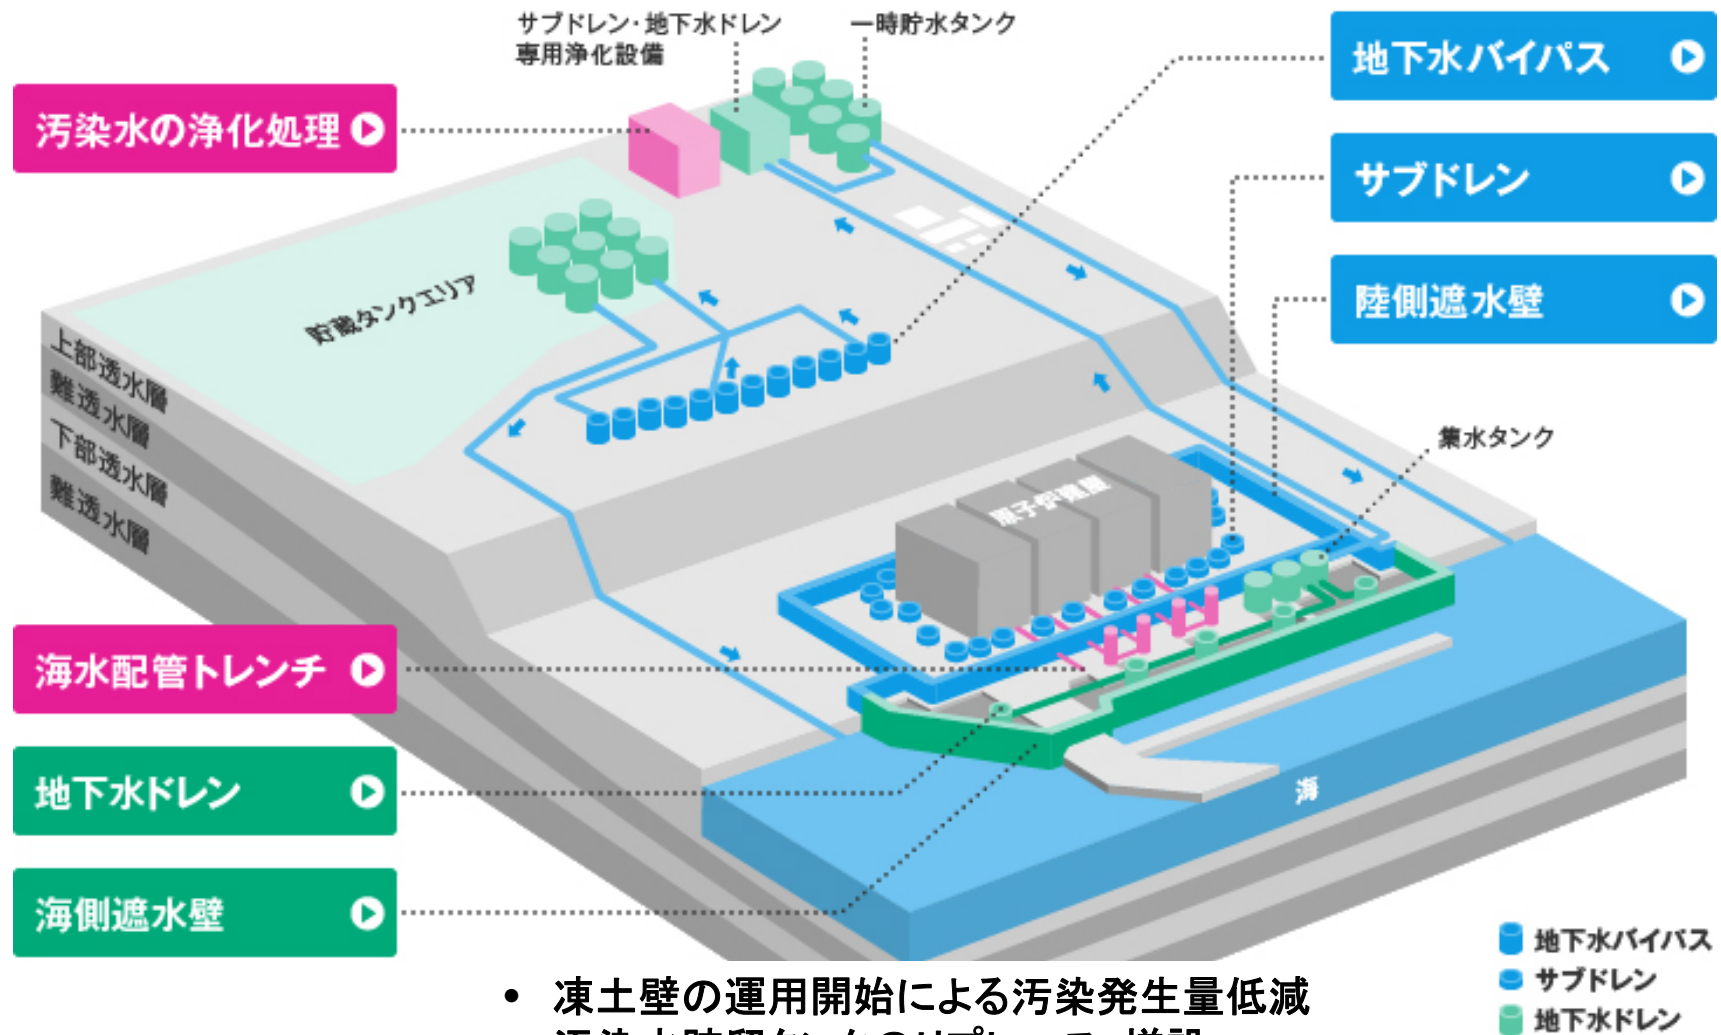 サブドレン・地下水ドレン
専用浄化設備
一時貯水タンク
地下水バイパス
汚染水の浄化処理
サブドレン
陸側遮水壁
貯蔵タンクエリア
上部透水層
難透水層
下部透水層
難透水層
集水タンク
原子炉建屋
海水配管トレンチ
地下水ドレン
海
海側遮水壁
地下水バイパス
サブドレン
地下水ドレン
• 凍土壁の運用開始による汚染発生量低減